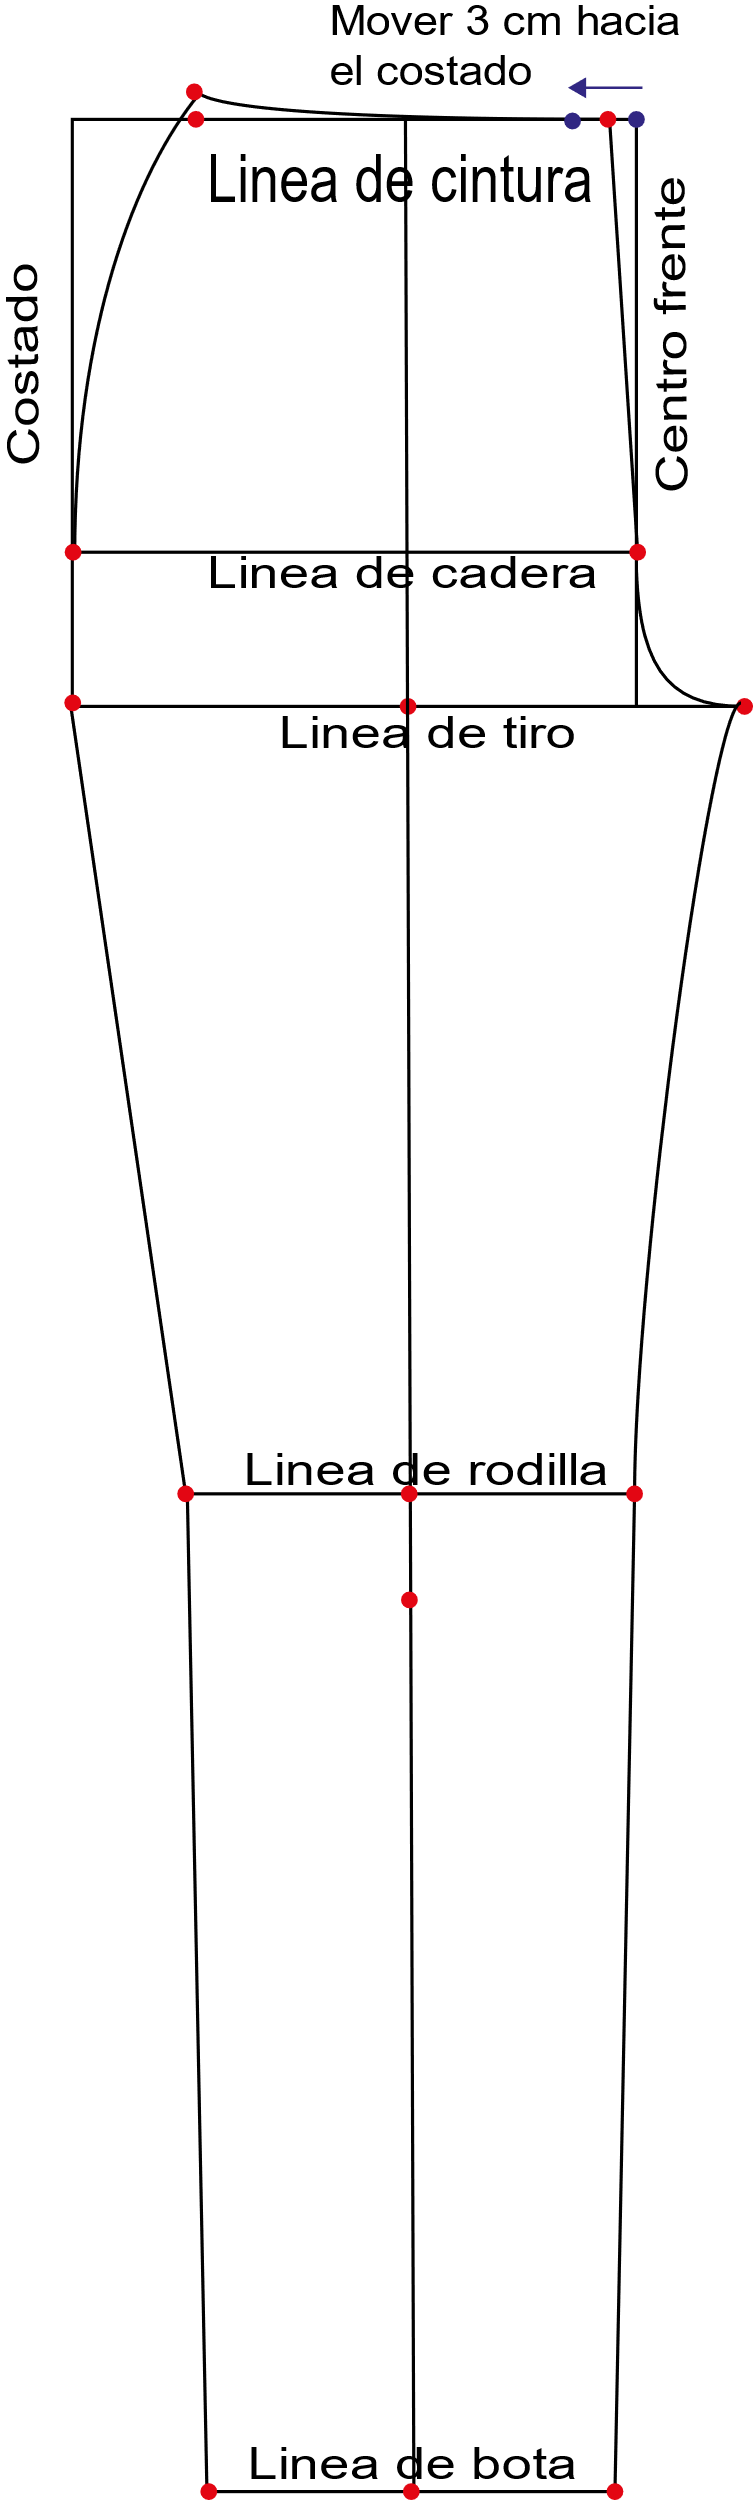 Mover 3 cm hacia
el costado
Linea de cintura
Costado
Centro frente
Linea de cadera
Linea de tiro
Linea de rodilla
Linea de bota